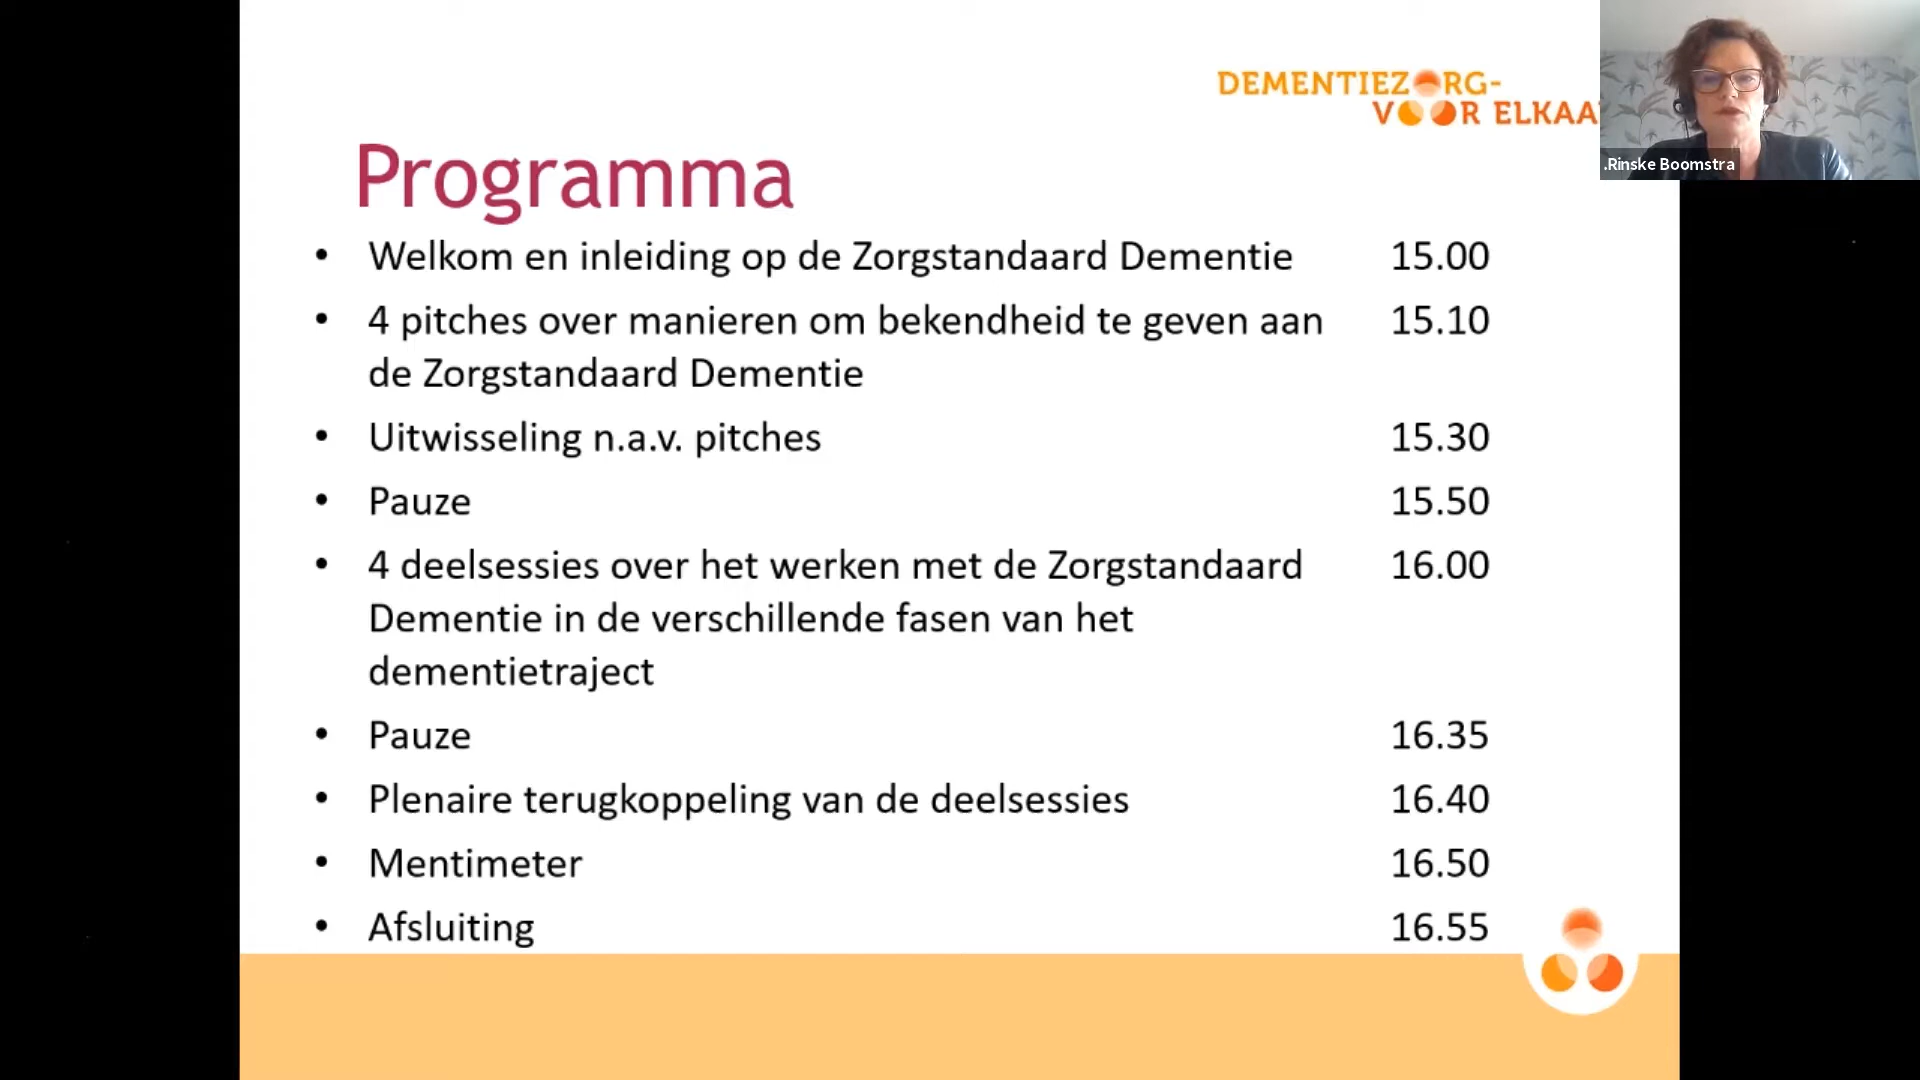 DEMENTIEZORG-
VOOR ELKAA
.Rinske Boomstra
Programma
• Welkom en inleiding op de Zorgstandaard Dementie 15.00
• 4 pitches over manieren om bekendheid te geven aan 15.10
de Zorgstandaard Dementie
• Uitwisseling n.a.v. pitches 15.30
• Pauze 15.50
• 4 deelsessies over het werken met de Zorgstandaard 16.00
Dementie in de verschillende fasen van het
dementietraject
• Pauze 16.35
• Plenaire terugkoppeling van de deelsessies 16.40
• Mentimeter 16.50
• Afsluiting 16.55